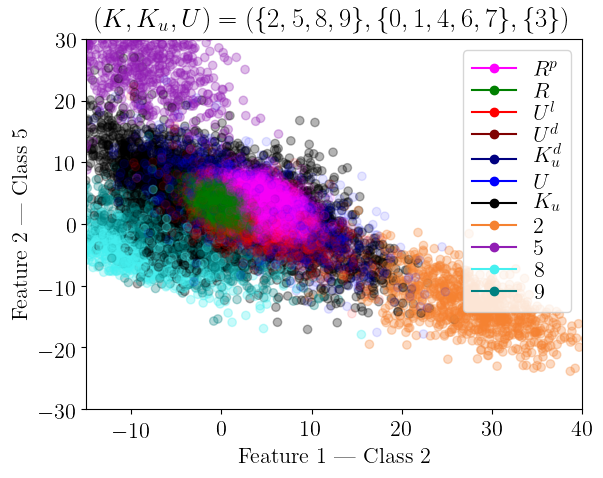 (K, K_u, U) = ({2, 5, 8, 9}, {0, 1, 4, 6, 7}, {3})
30
20
10
0
−10
−20
−30
Feature 2 — Class 5
R^p
R
U^l
U^d
K_u^d
U
K_u
2
5
8
9
−10
0
10
20
30
40
Feature 1 — Class 2